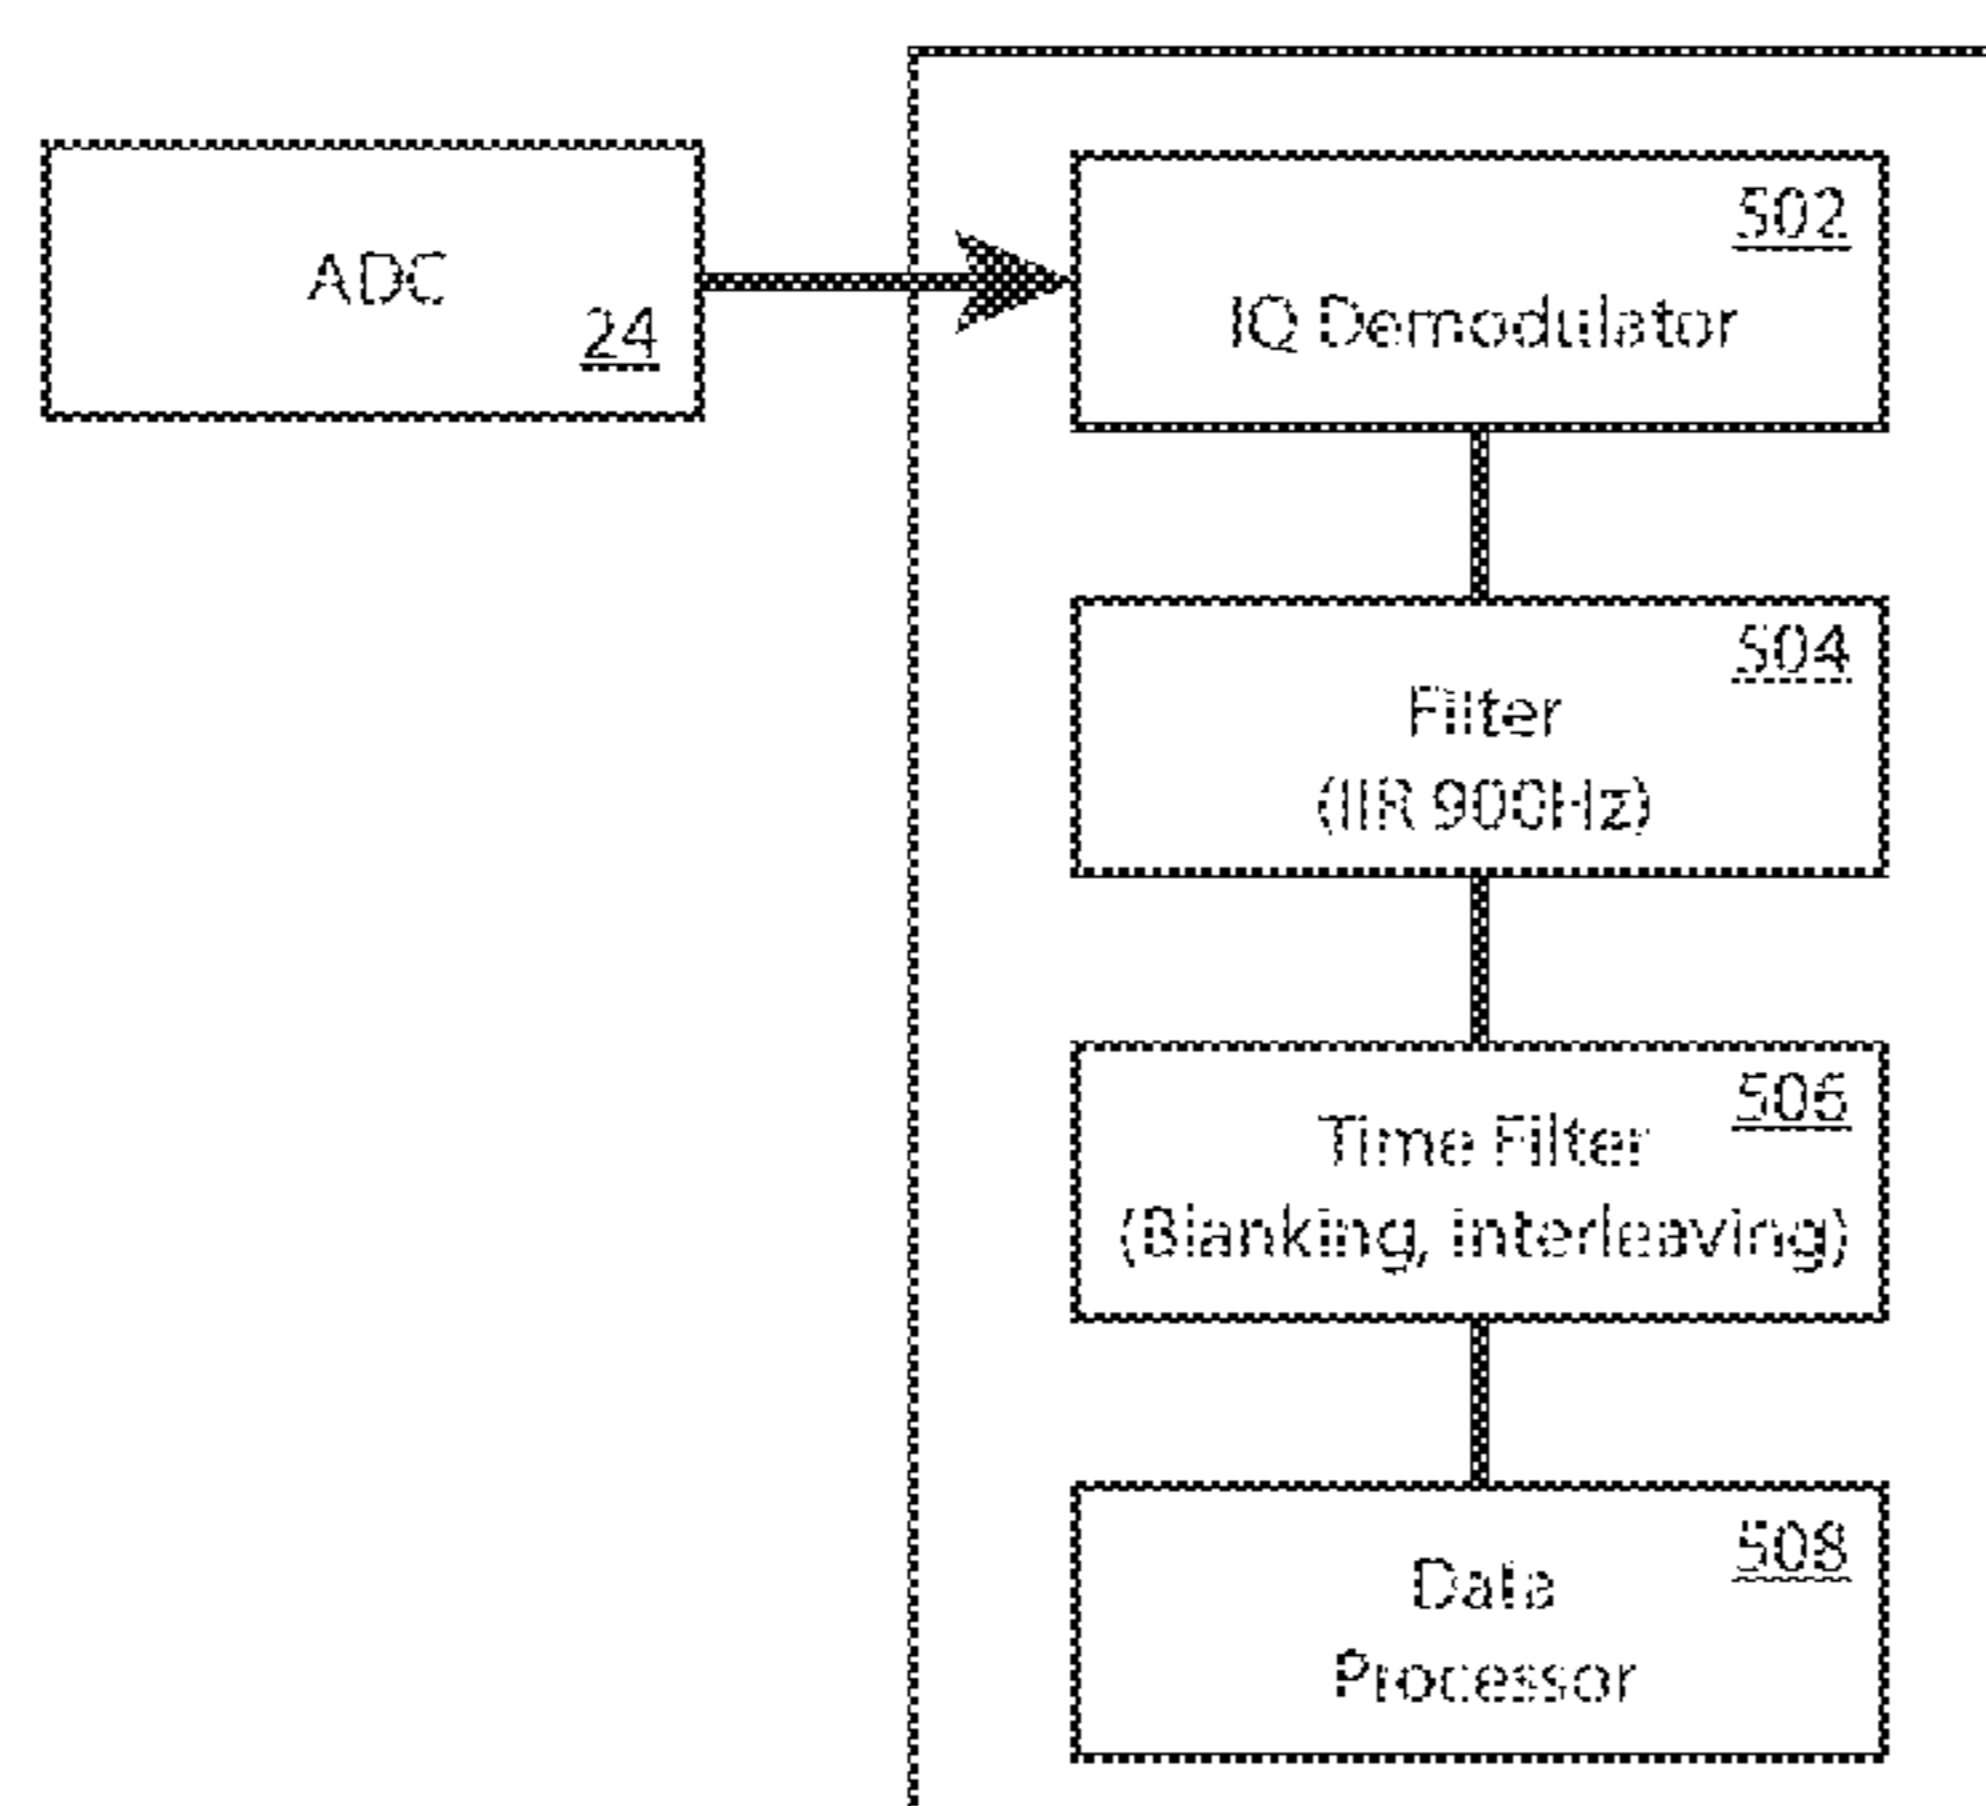 ADC
24
502
IQ Demodulator
504
Filter
(IIR 900Hz)
506
Time Filter
(Blanking, interleaving)
508
Data
Processor